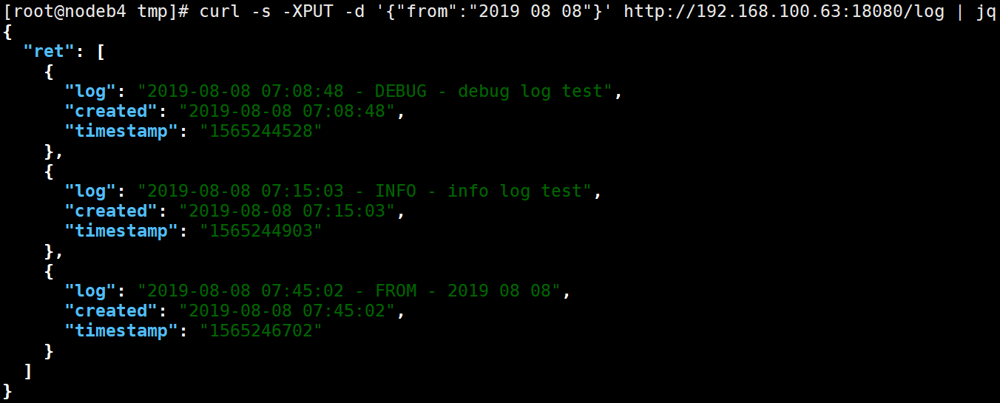 [root@nodeb4 tmp]# curl -s -XPUT -d '{"from":"2019 08 08"}' http://192.168.100.63:18080/log | jq
{
  "ret": [
    {
      "log": "2019-08-08 07:08:48 - DEBUG - debug log test",
      "created": "2019-08-08 07:08:48",
      "timestamp": "1565244528"
    },
    {
      "log": "2019-08-08 07:15:03 - INFO - info log test",
      "created": "2019-08-08 07:15:03",
      "timestamp": "1565244903"
    },
    {
      "log": "2019-08-08 07:45:02 - FROM - 2019 08 08",
      "created": "2019-08-08 07:45:02",
      "timestamp": "1565246702"
    }
  ]
}